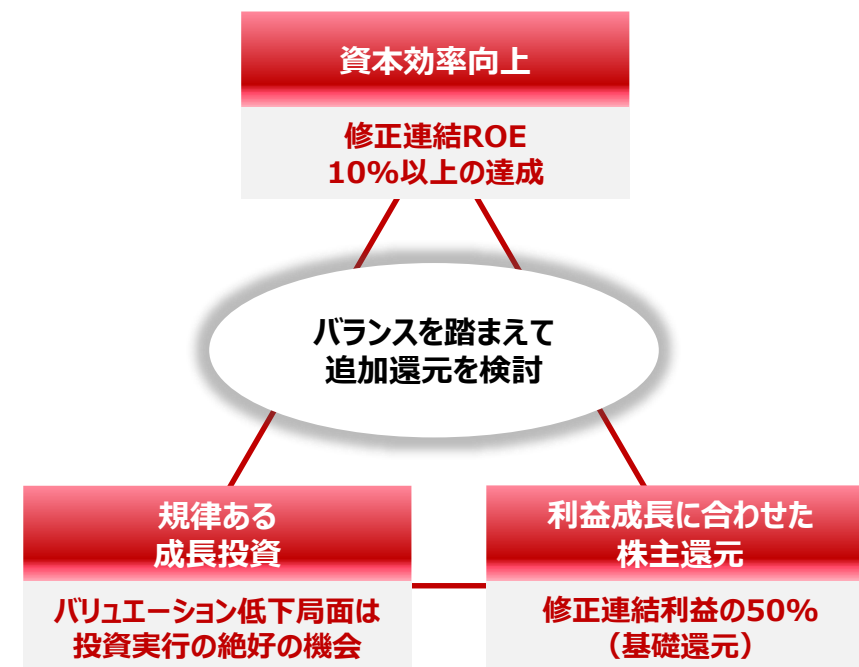 資本効率向上
修正連結ROE
10%以上の達成
バランスを踏まえて
追加還元を検討
規律ある
成長投資
バリュエーション低下局面は
投資実行の絶好の機会
利益成長に合わせた
株主還元
修正連結利益の50%
（基礎還元）